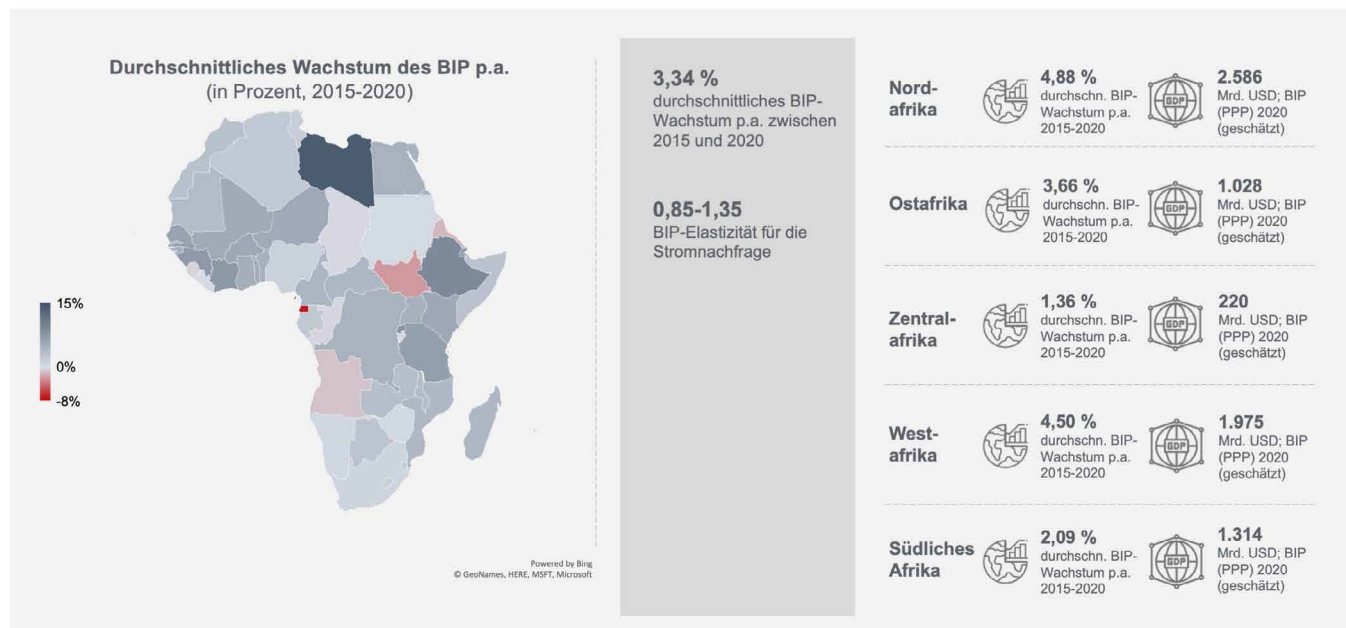 Durchschnittliches Wachstum des BIP p.a.
(in Prozent, 2015-2020)
15%
0%
-8%
Powered by Bing
© GeoNames, HERE, MSFT, Microsoft
3,34 %
durchschnittliches BIP-
Wachstum p.a. zwischen
2015 und 2020
0,85-1,35
BIP-Elastizität für die
Stromnachfrage
Nord-
afrika
4,88 %
durchschn. BIP-
Wachstum p.a.
2015-2020
GDP
2.586
Mrd. USD; BIP
(PPP) 2020
(geschätzt)
Ostafrika
3,66 %
durchschn. BIP-
Wachstum p.a.
2015-2020
GDP
1.028
Mrd. USD; BIP
(PPP) 2020
(geschätzt)
Zentral-
afrika
1,36 %
durchschn. BIP-
Wachstum p.a.
2015-2020
GDP
220
Mrd. USD; BIP
(PPP) 2020
(geschätzt)
West-
afrika
4,50 %
durchschn. BIP-
Wachstum p.a.
2015-2020
GDP
1.975
Mrd. USD; BIP
(PPP) 2020
(geschätzt)
Südliches
Afrika
2,09 %
durchschn. BIP-
Wachstum p.a.
2015-2020
GDP
1.314
Mrd. USD; BIP
(PPP) 2020
(geschätzt)